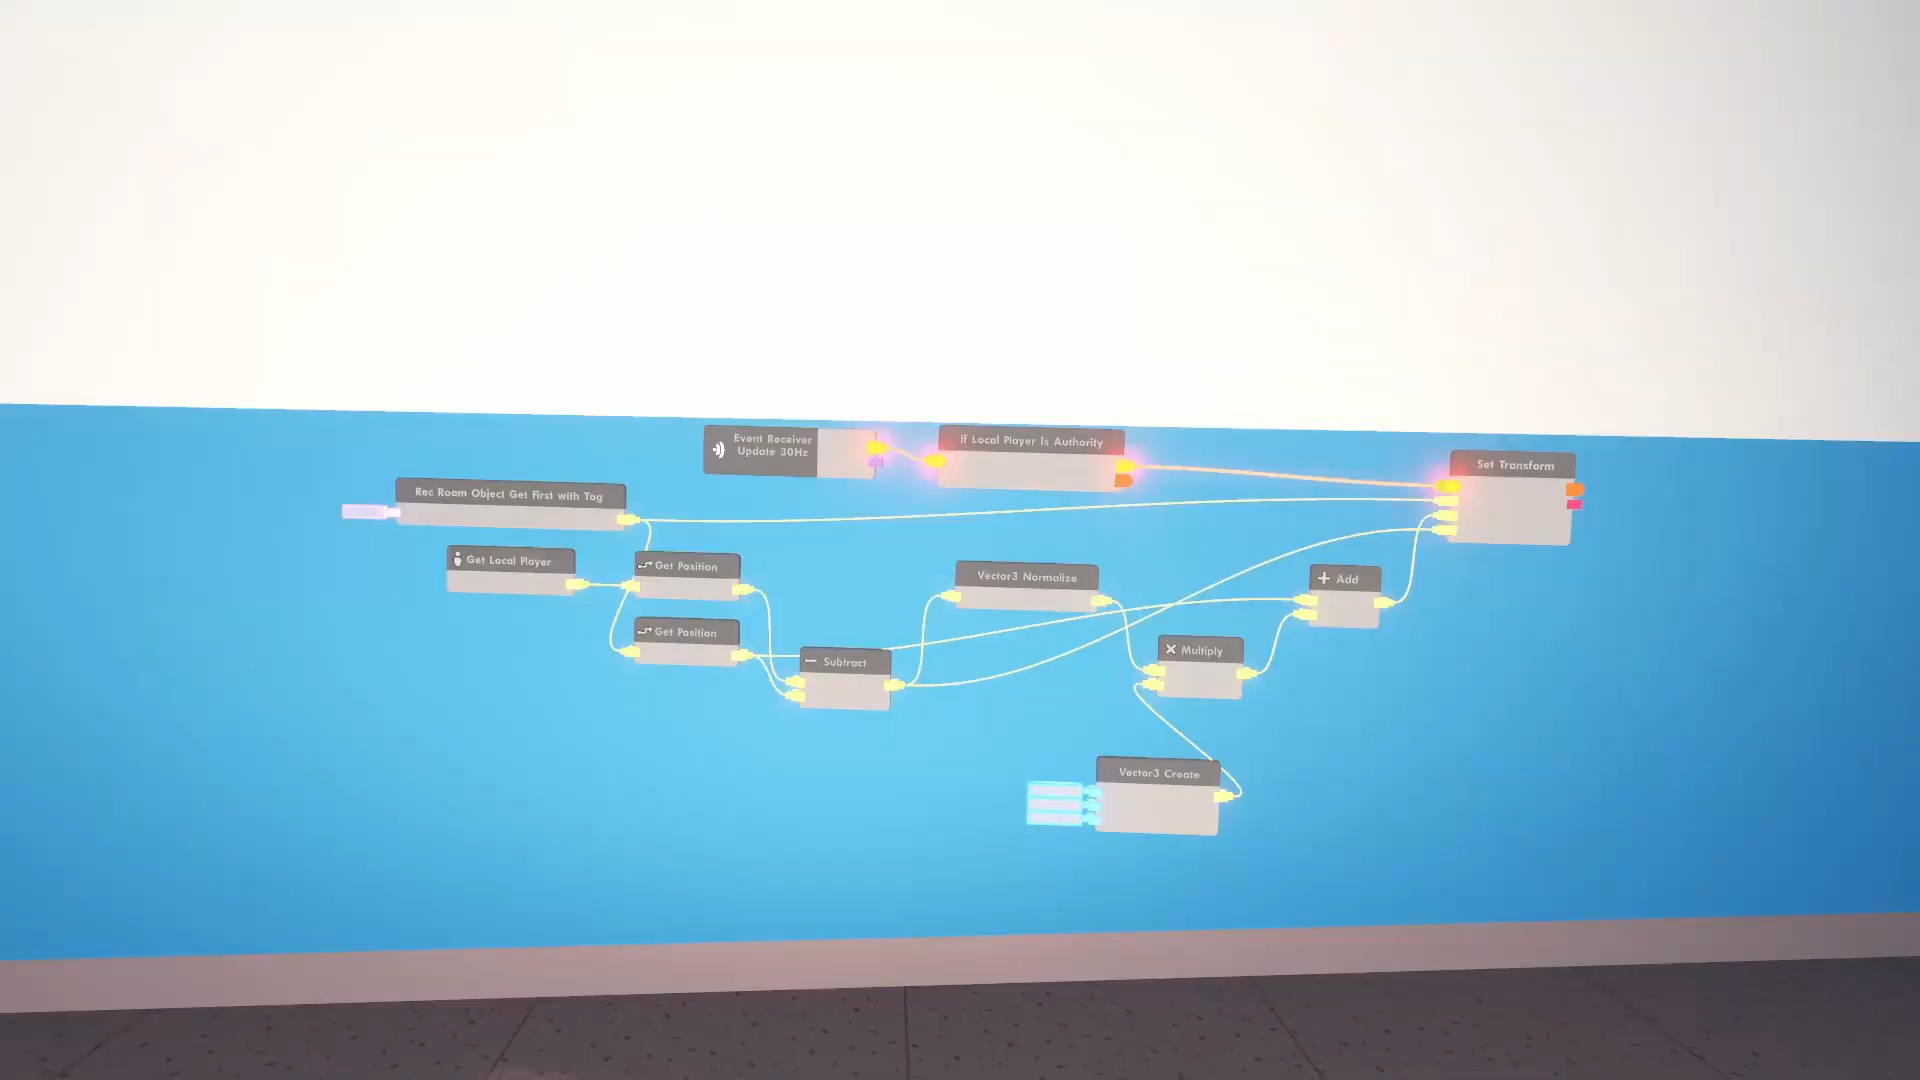 Event Receiver
Update 30Hz
If Local Player Is Authority
Set Transform
Rec Room Object Get First with Tag
Get Local Player
Get Position
Vector3 Normalize
Add
Get Position
Subtract
Multiply
Vector3 Create